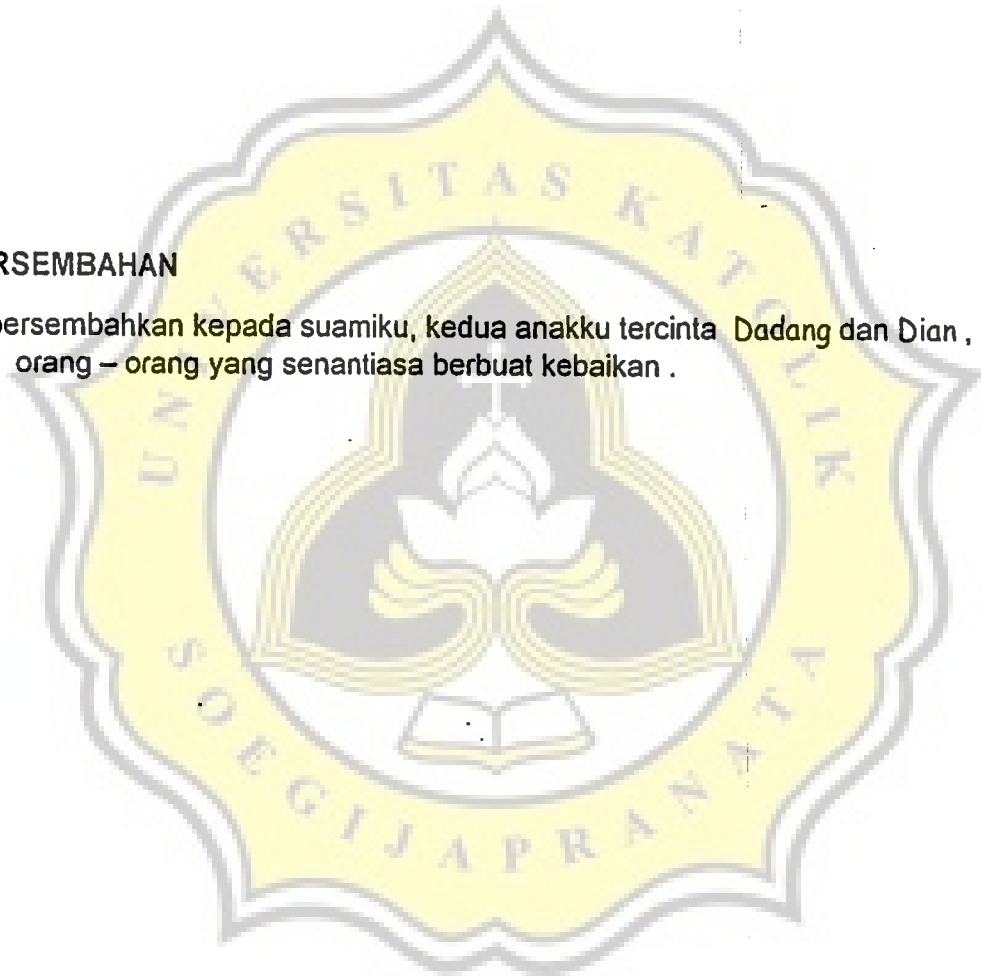 RSEMBAHAN
persembahkan kepada suamiku, kedua anakku tercinta Dadang dan Dian ,
orang – orang yang senantiasa berbuat kebaikan .
UNIVERSITAS KATOLIK
SOEGIJAPRANATA